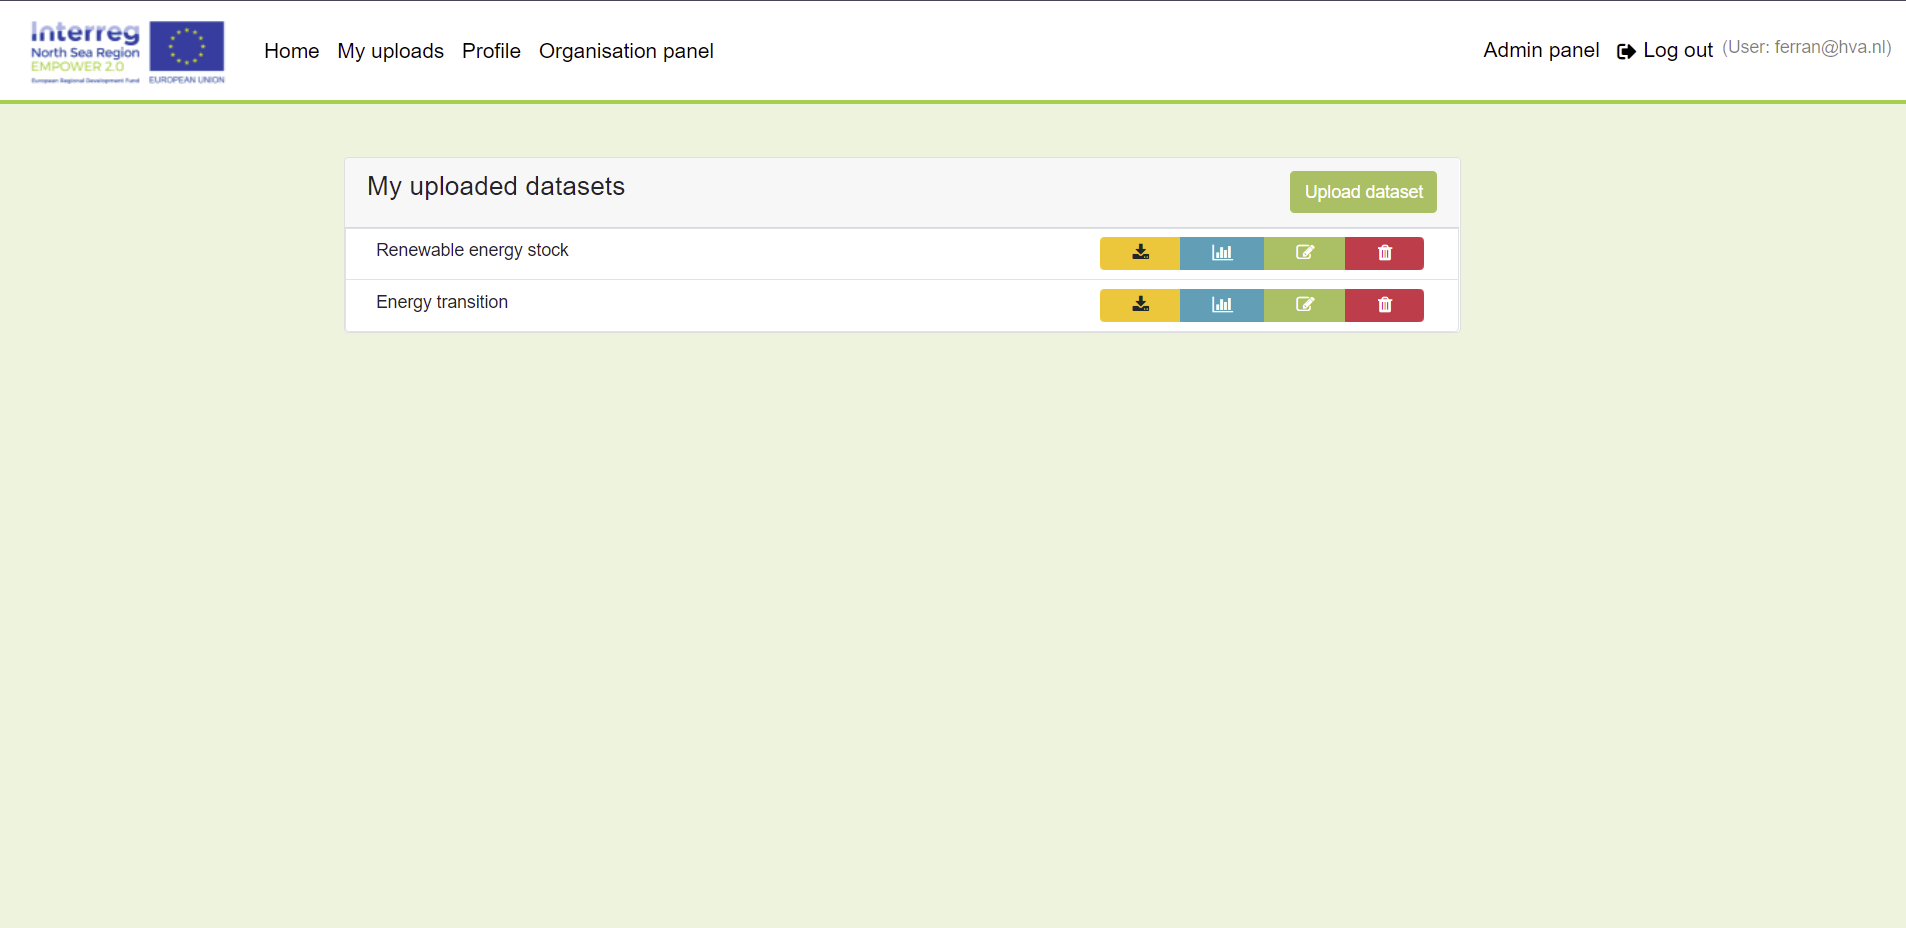 Interreg
North Sea Region
EMPOWER 2.0
European Regional Development Fund EUROPEAN UNION
Home My uploads Profile Organisation panel
Admin panel Log out (User: ferran@hva.nl)
My uploaded datasets
Upload dataset
Renewable energy stock
Energy transition